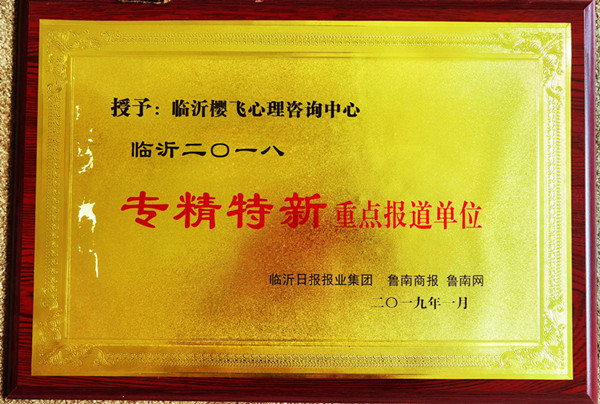 授予：临沂樱飞心理咨询中心
临沂二〇一八
专精特新重点报道单位
临沂日报报业集团 鲁南商报 鲁南网
二〇一九年一月